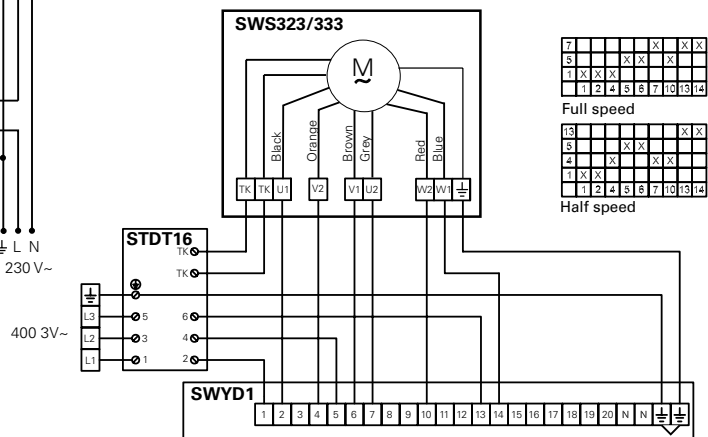 SWS323/333
M
~
Black
Orange
Brown
Grey
Red
Blue
TK TK U1 V2 V1 U2 W2 W1
7 X X X
5 X X X
1 X X X
1 2 4 5 6 7 10 13 14
Full speed
13 X X
5 X X
4 X X X
1 X X
1 2 4 5 6 7 10 13 14
Half speed
L N
230 V~
STDT16
TK
TK
L3 5 6
400 3V~
L2 3 4
L1 1 2
SWYD1
1 2 3 4 5 6 7 8 9 10 11 12 13 14 15 16 17 18 19 20 N N